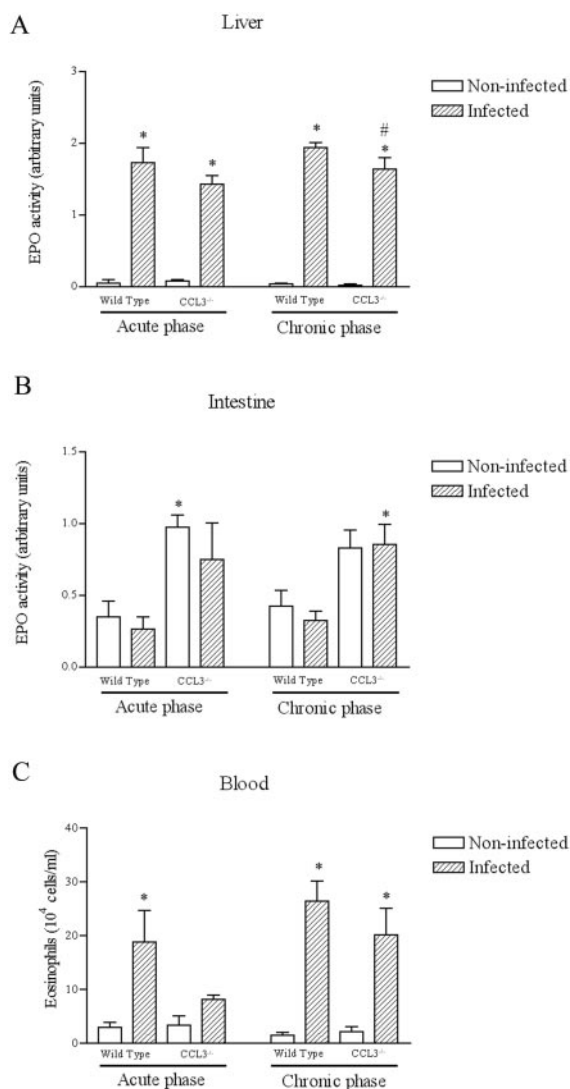 A
Liver
EPO activity (arbitrary units)
3
2
1
0
* * * # *
Non-infected
Infected
Wild Type CCL3-/- Wild Type CCL3-/-
Acute phase Chronic phase
B
Intestine
EPO activity (arbitrary units)
1.5
1.0
0.5
0.0
* *
Non-infected
Infected
Wild Type CCL3-/- Wild Type CCL3-/-
Acute phase Chronic phase
C
Blood
Eosinophils (10⁴ cells/ml)
40
30
20
10
0
* * *
Non-infected
Infected
Wild Type CCL3-/- Wild Type CCL3-/-
Acute phase Chronic phase